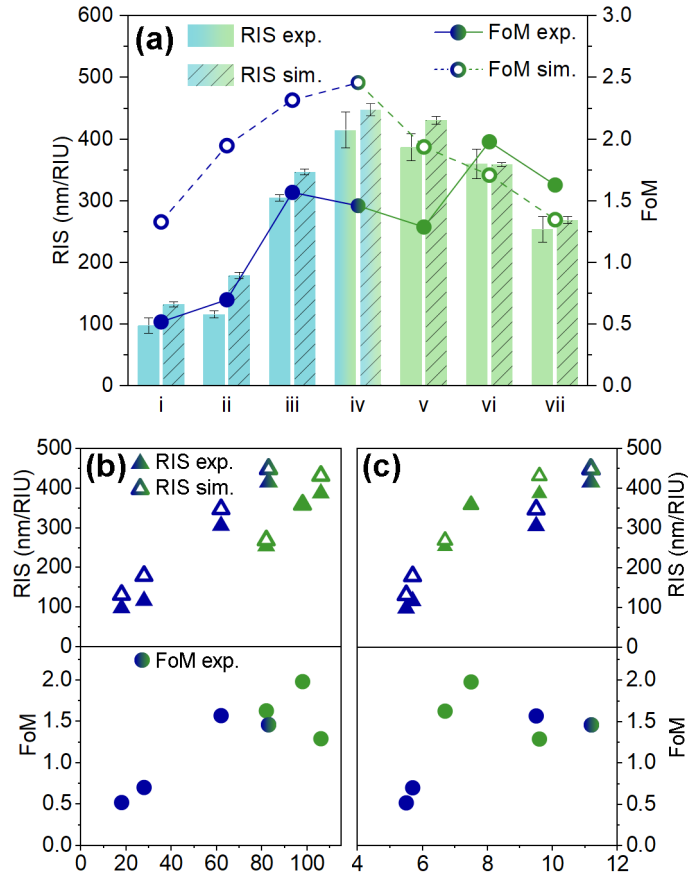 600
500
400
300
200
100
0
RIS (nm/RIU)
(a)
RIS exp.
RIS sim.
FoM exp.
FoM sim.
3.0
2.5
2.0
1.5
1.0
0.5
0.0
FoM
i ii iii iv v vi vii
500
400
300
200
100
0
RIS (nm/RIU)
(b)
RIS exp.
RIS sim.
(c)
500
400
300
200
100
0
RIS (nm/RIU)
2.0
1.5
1.0
0.5
0.0
FoM
FoM exp.
2.0
1.5
1.0
0.5
0.0
FoM
0 20 40 60 80 100
4 6 8 10 12